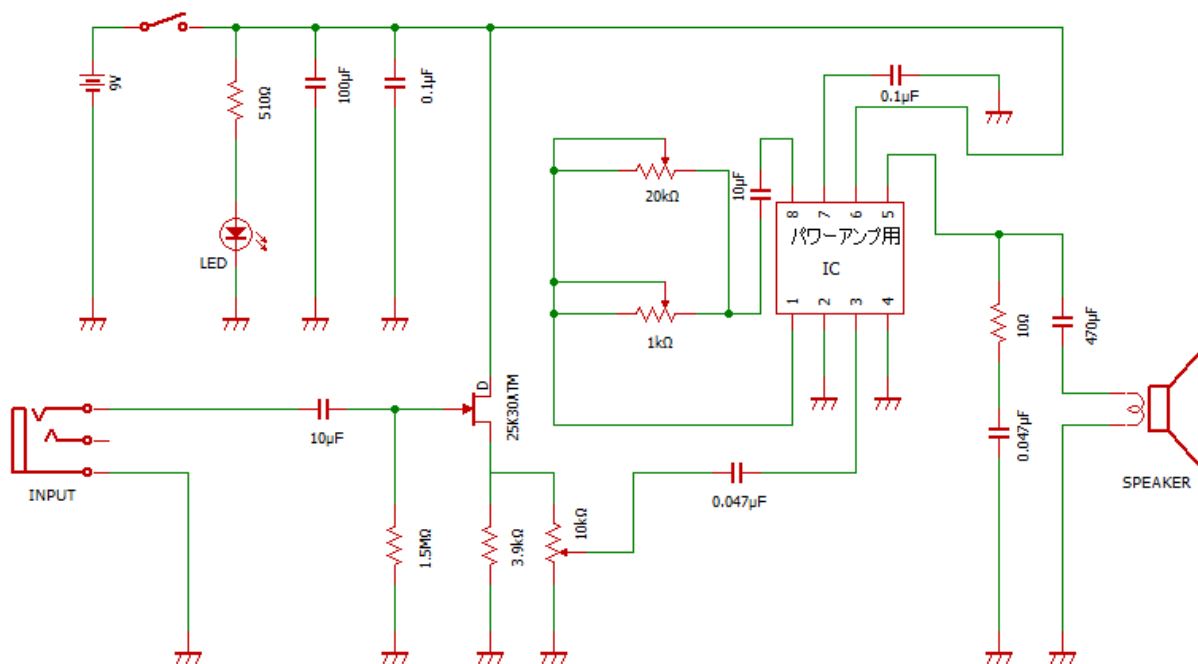 9V
510Ω
LED
100μF
0.1μF
0.1μF
20kΩ
1kΩ
10μF
8
7
6
5
パワーアンプ用
IC
1
2
3
4
10Ω
470μF
0.047μF
SPEAKER
INPUT
10μF
D
25K30ATM
1.5MΩ
3.9kΩ
10kΩ
0.047μF